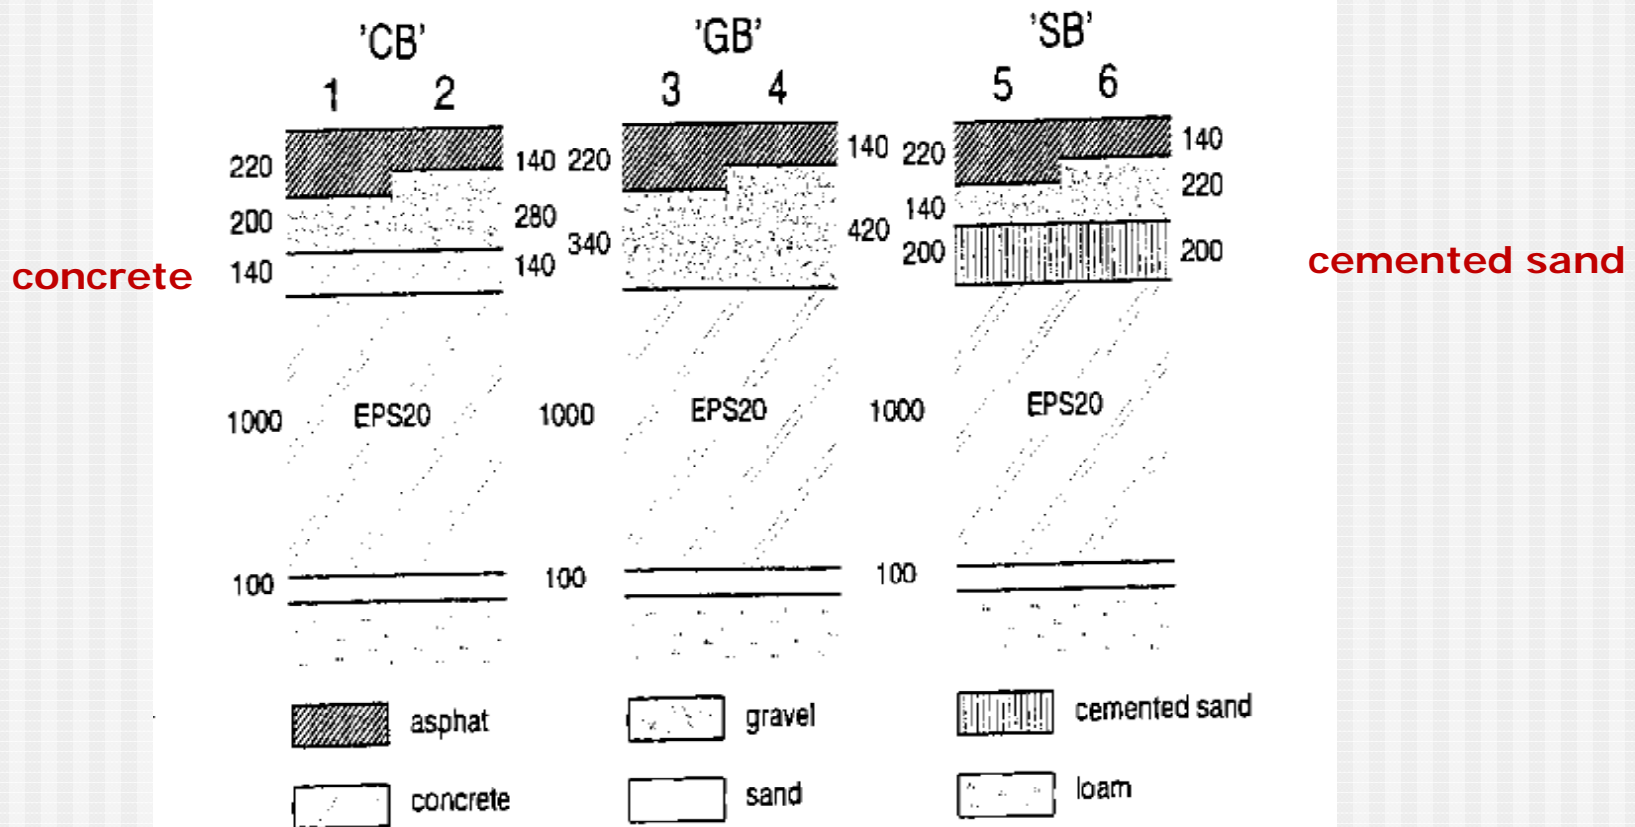 'CB' 'GB' 'SB'
1 2 3 4 5 6
220 140 220 140 220 140
200 280 340 420 140 220
concrete 140 140 200 200 cemented sand
1000 EPS20 1000 EPS20 1000 EPS20
100 100 100
asphat gravel cemented sand
concrete sand loam